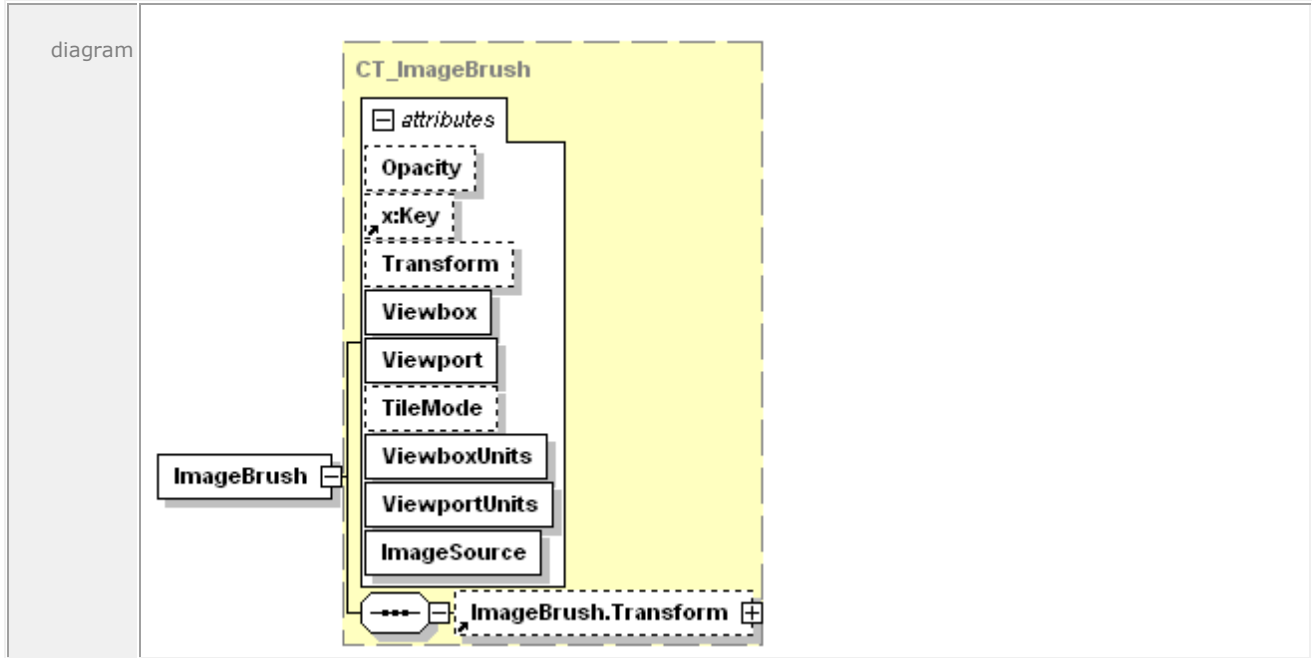 diagram
CT_ImageBrush
attributes
Opacity
x:Key
Transform
Viewbox
Viewport
TileMode
ViewboxUnits
ImageBrush
ViewportUnits
ImageSource
ImageBrush.Transform